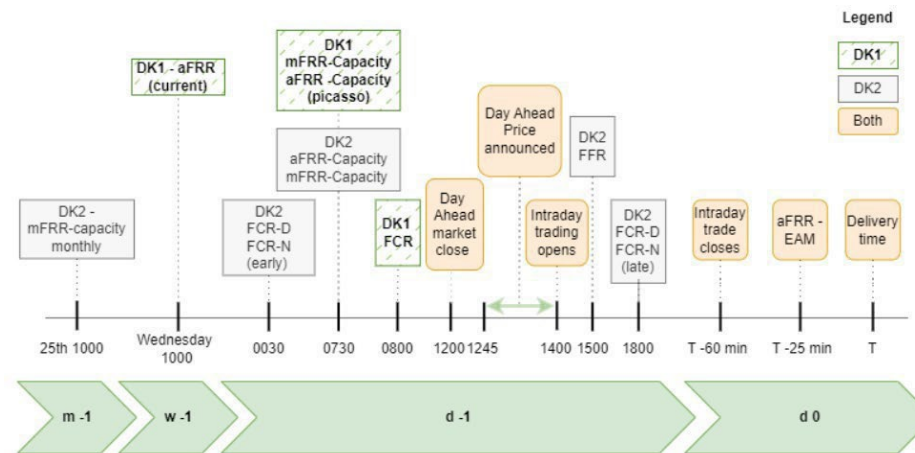 Legend
DK1
DK2
Both
DK2 -
mFRR-capacity
monthly
DK1 - aFRR
(current)
DK2
FCR-D
FCR-N
(early)
DK1
mFRR-Capacity
aFRR -Capacity
(picasso)
DK2
aFRR-Capacity
mFRR-Capacity
DK1
FCR
Day
Ahead
market
close
Day Ahead
Price
announced
Intraday
trading
opens
DK2
FFR
DK2
FCR-D
FCR-N
(late)
Intraday
trade
closes
aFRR -
EAM
Delivery
time
25th 1000
Wednesday
1000
0030
0730
0800
1200
1245
1400
1500
1800
T -60 min
T -25 min
T
m -1
w -1
d -1
d 0